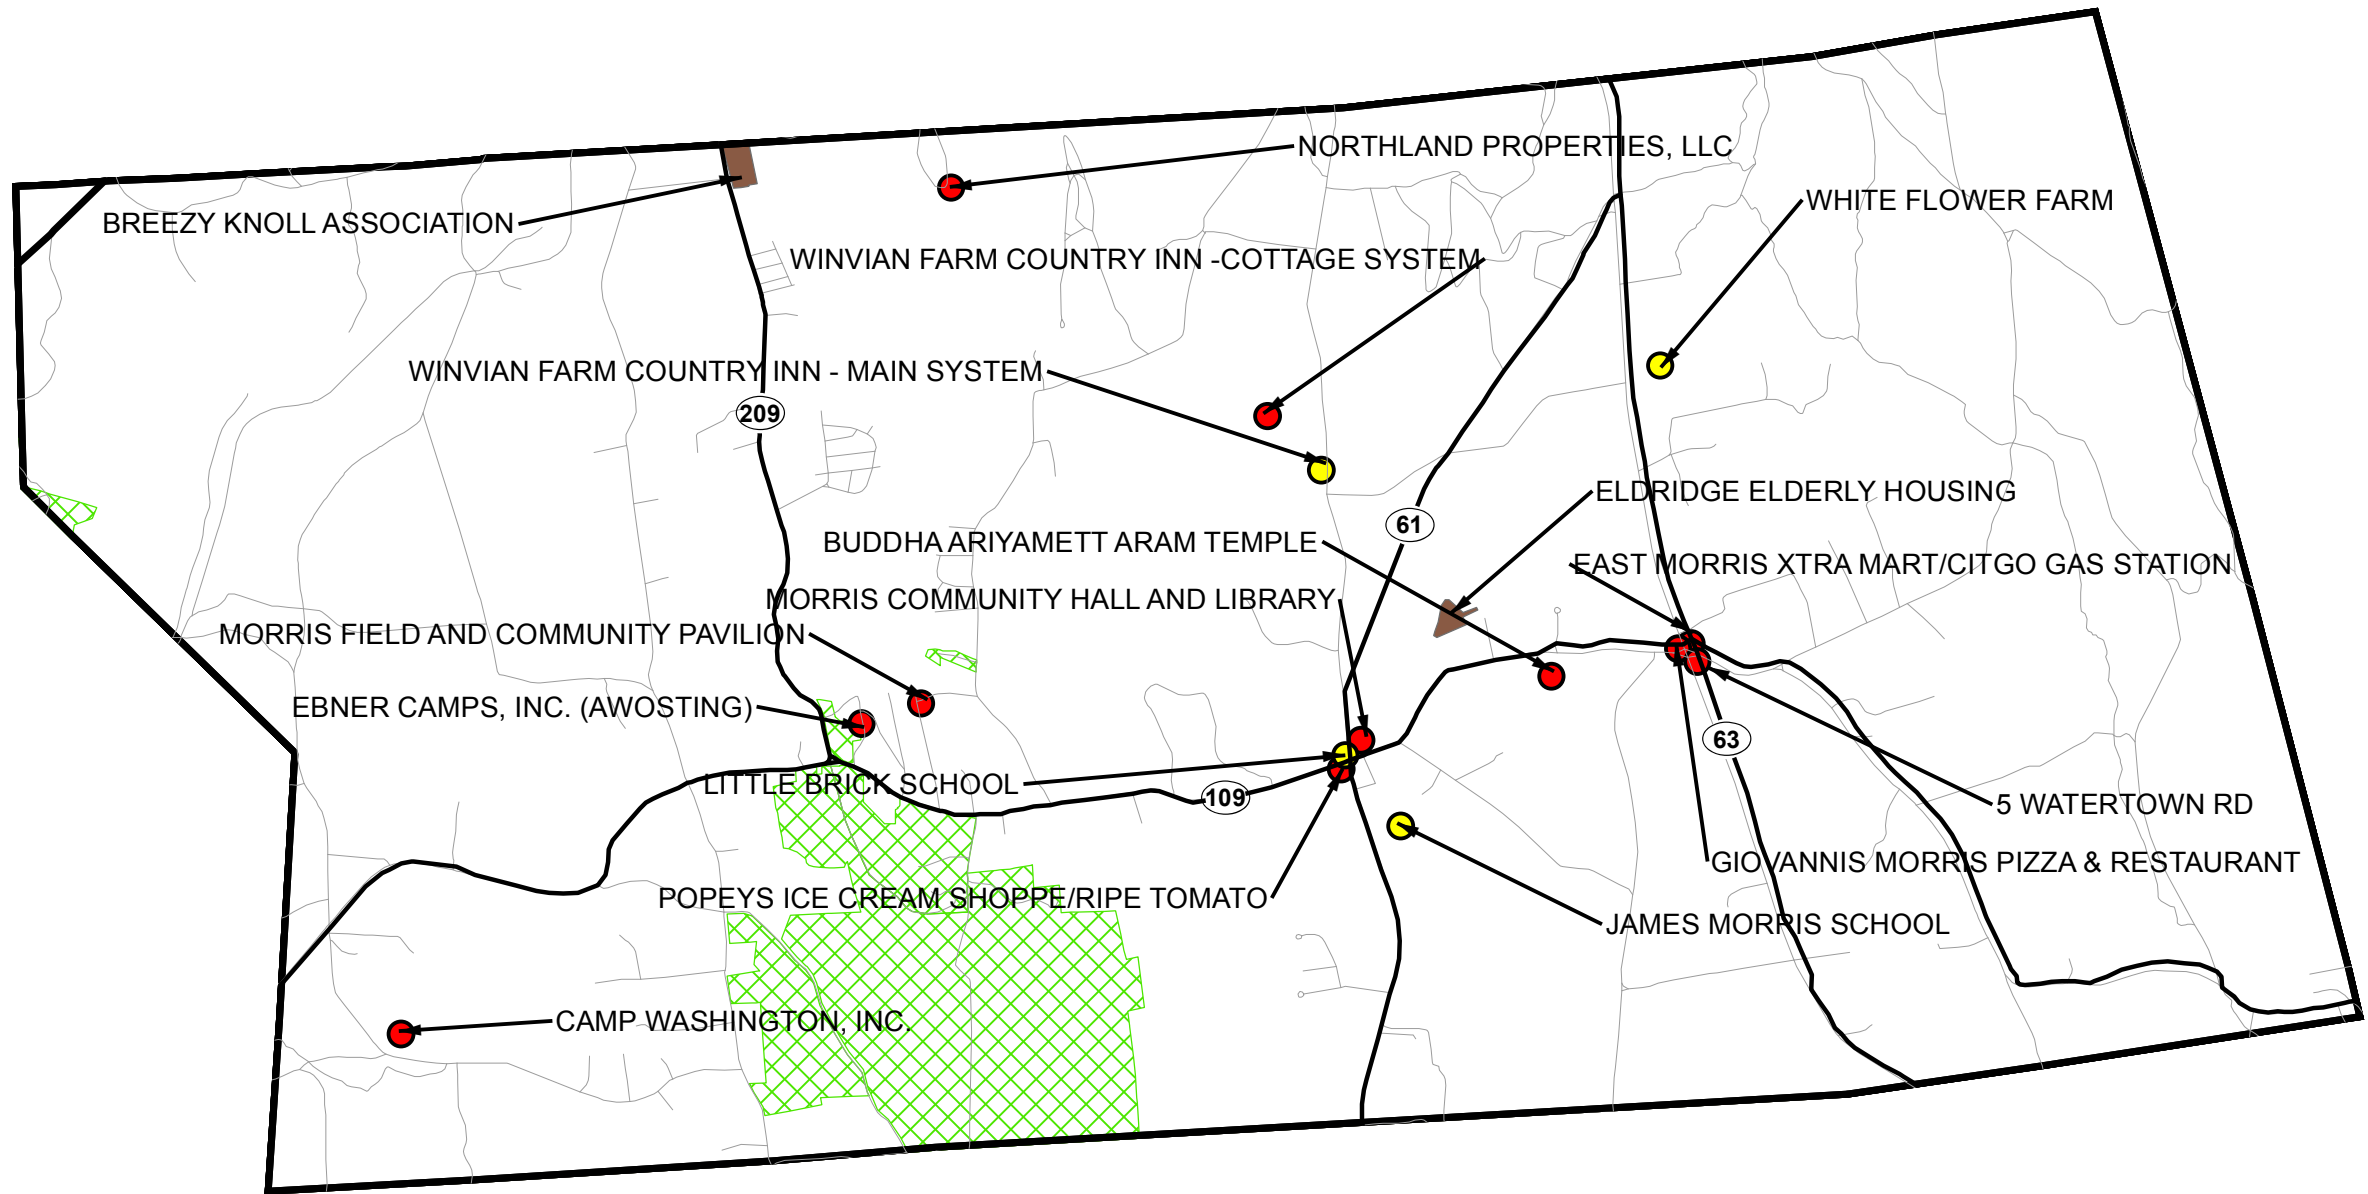 NORTHLAND PROPERTIES, LLC
WHITE FLOWER FARM
BREEZY KNOLL ASSOCIATION
WINVIAN FARM COUNTRY INN -COTTAGE SYSTEM
WINVIAN FARM COUNTRY INN - MAIN SYSTEM
209
ELDRIDGE ELDERLY HOUSING
61
BUDDHA ARIYAMETT ARAM TEMPLE
EAST MORRIS XTRA MART/CITGO GAS STATION
MORRIS COMMUNITY HALL AND LIBRARY
MORRIS FIELD AND COMMUNITY PAVILION
EBNER CAMPS, INC. (AWOSTING)
63
LITTLE BRICK SCHOOL
109
5 WATERTOWN RD
GIOVANNIS MORRIS PIZZA & RESTAURANT
POPEYS ICE CREAM SHOPPE/RIPE TOMATO
JAMES MORRIS SCHOOL
CAMP WASHINGTON, INC.